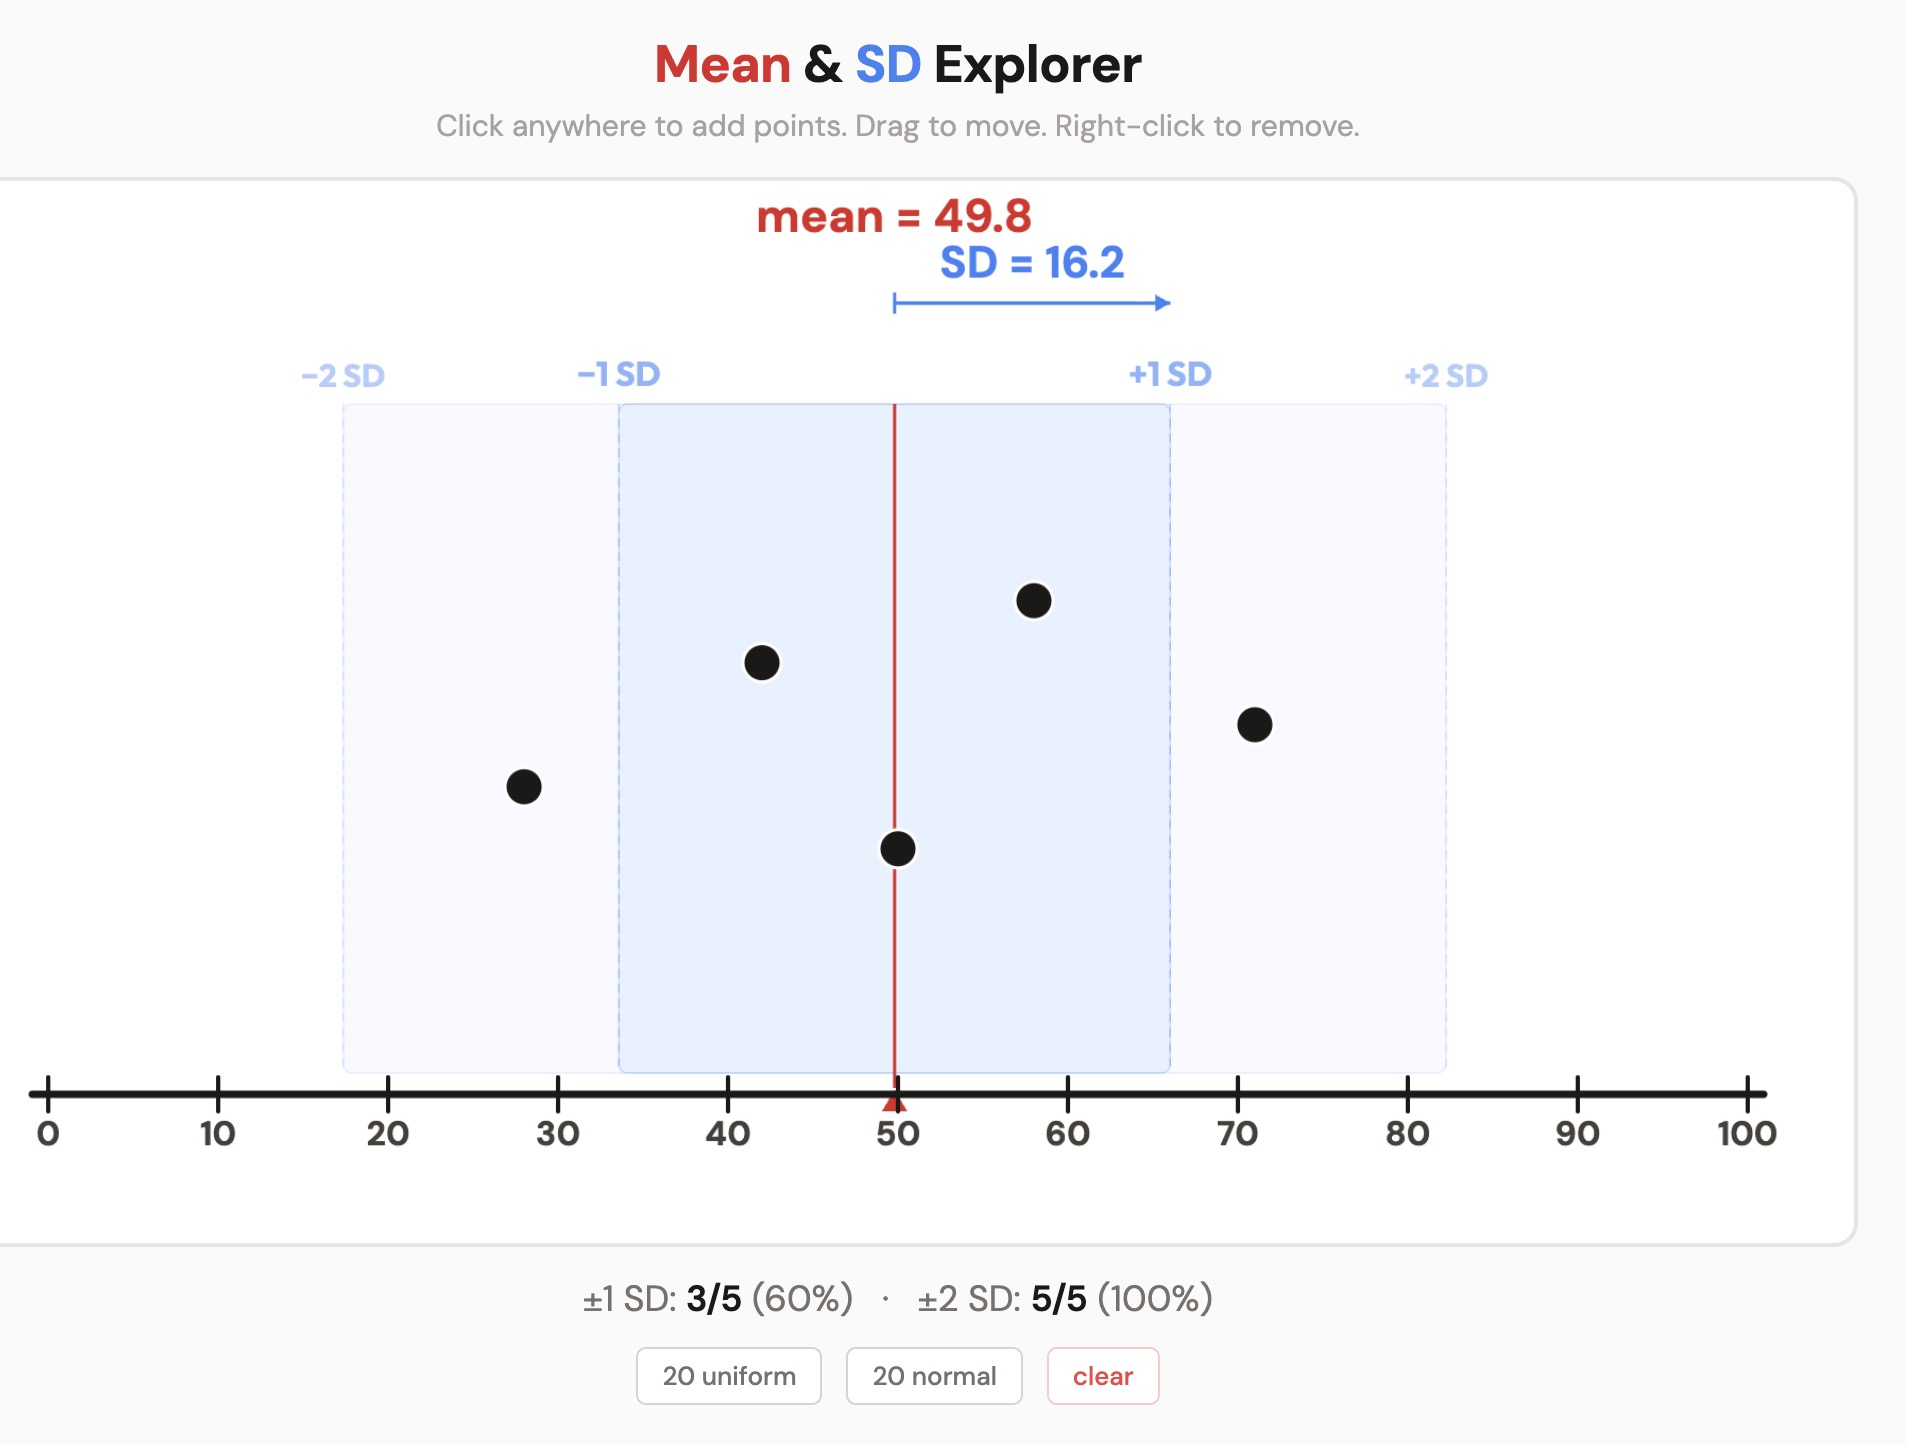 Mean & SD Explorer
Click anywhere to add points. Drag to move. Right-click to remove.
mean = 49.8
SD = 16.2
−2 SD −1 SD +1 SD +2 SD
0 10 20 30 40 50 60 70 80 90 100
±1 SD: 3/5 (60%) · ±2 SD: 5/5 (100%)
20 uniform 20 normal clear